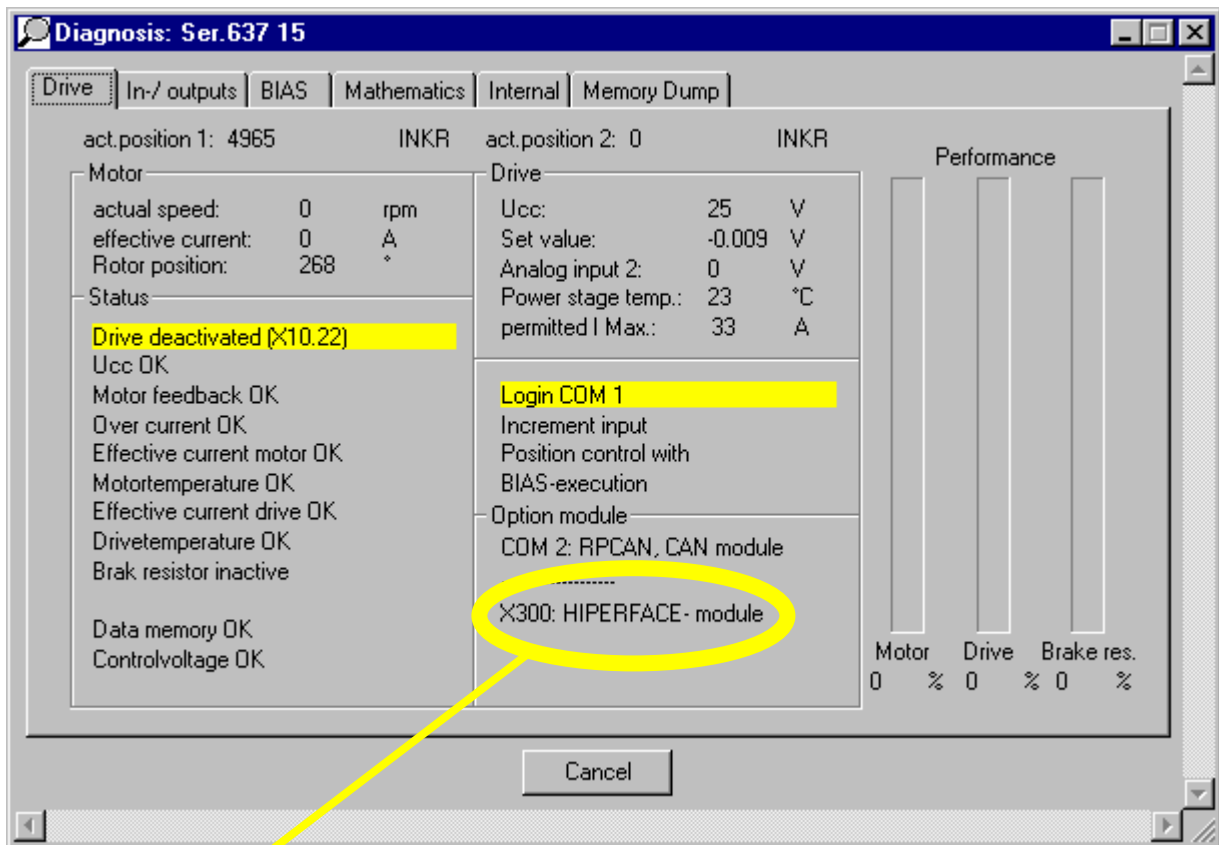 Diagnosis: Ser.637 15
Drive In-/ outputs BIAS Mathematics Internal Memory Dump
act.position 1: 4965 INKR act.position 2: 0 INKR
Motor
actual speed: 0 rpm
effective current: 0 A
Rotor position: 268 °
Status
Drive deactivated (X10.22)
Ucc OK
Motor feedback OK
Over current OK
Effective current motor OK
Motortemperature OK
Effective current drive OK
Drivetemperature OK
Brak resistor inactive
Data memory OK
Controlvoltage OK
Drive
Ucc: 25 V
Set value: -0.009 V
Analog input 2: 0 V
Power stage temp.: 23 °C
permitted I Max.: 33 A
Login COM 1
Increment input
Position control with
BIAS-execution
Option module
COM 2: RPCAN, CAN module
X300: HIPERFACE- module
Performance
Motor Drive Brake res.
0 % 0 % 0 %
Cancel